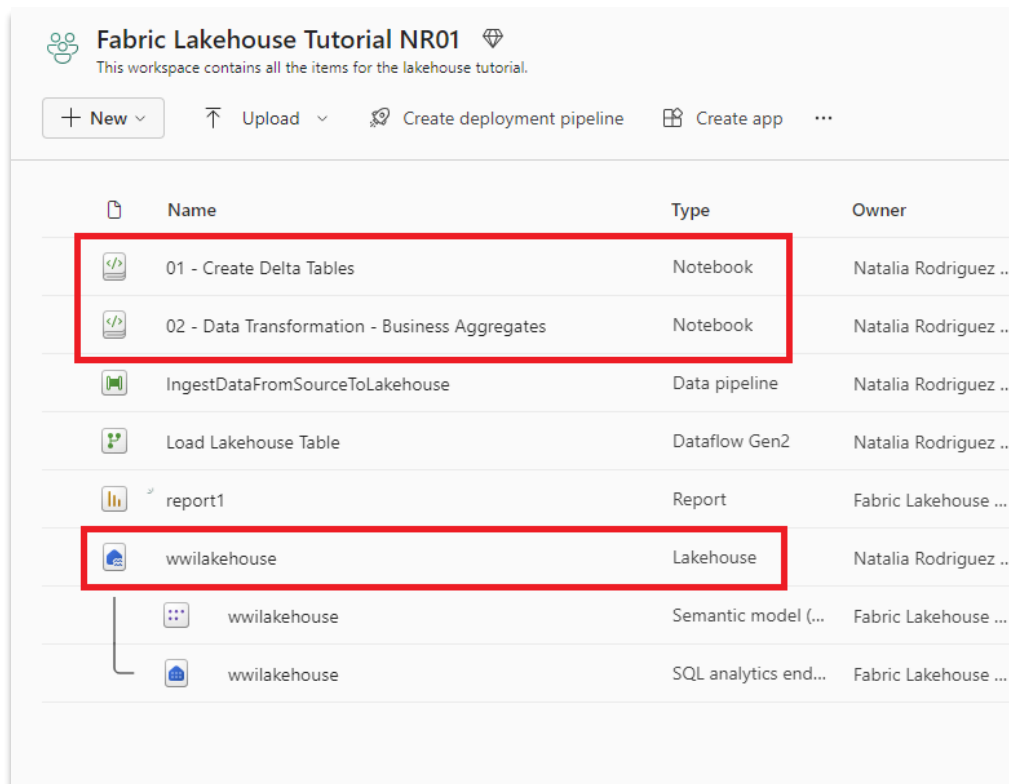 Fabric Lakehouse Tutorial NR01
This workspace contains all the items for the lakehouse tutorial.
+ New Upload Create deployment pipeline Create app ...
Name Type Owner
01 - Create Delta Tables Notebook Natalia Rodriguez ...
02 - Data Transformation - Business Aggregates Notebook Natalia Rodriguez ...
IngestDataFromSourceToLakehouse Data pipeline Natalia Rodriguez ...
Load Lakehouse Table Dataflow Gen2 Natalia Rodriguez ...
report1 Report Fabric Lakehouse ...
wwilakehouse Lakehouse Natalia Rodriguez ...
wwilakehouse Semantic model (... Fabric Lakehouse ...
wwilakehouse SQL analytics end... Fabric Lakehouse ...